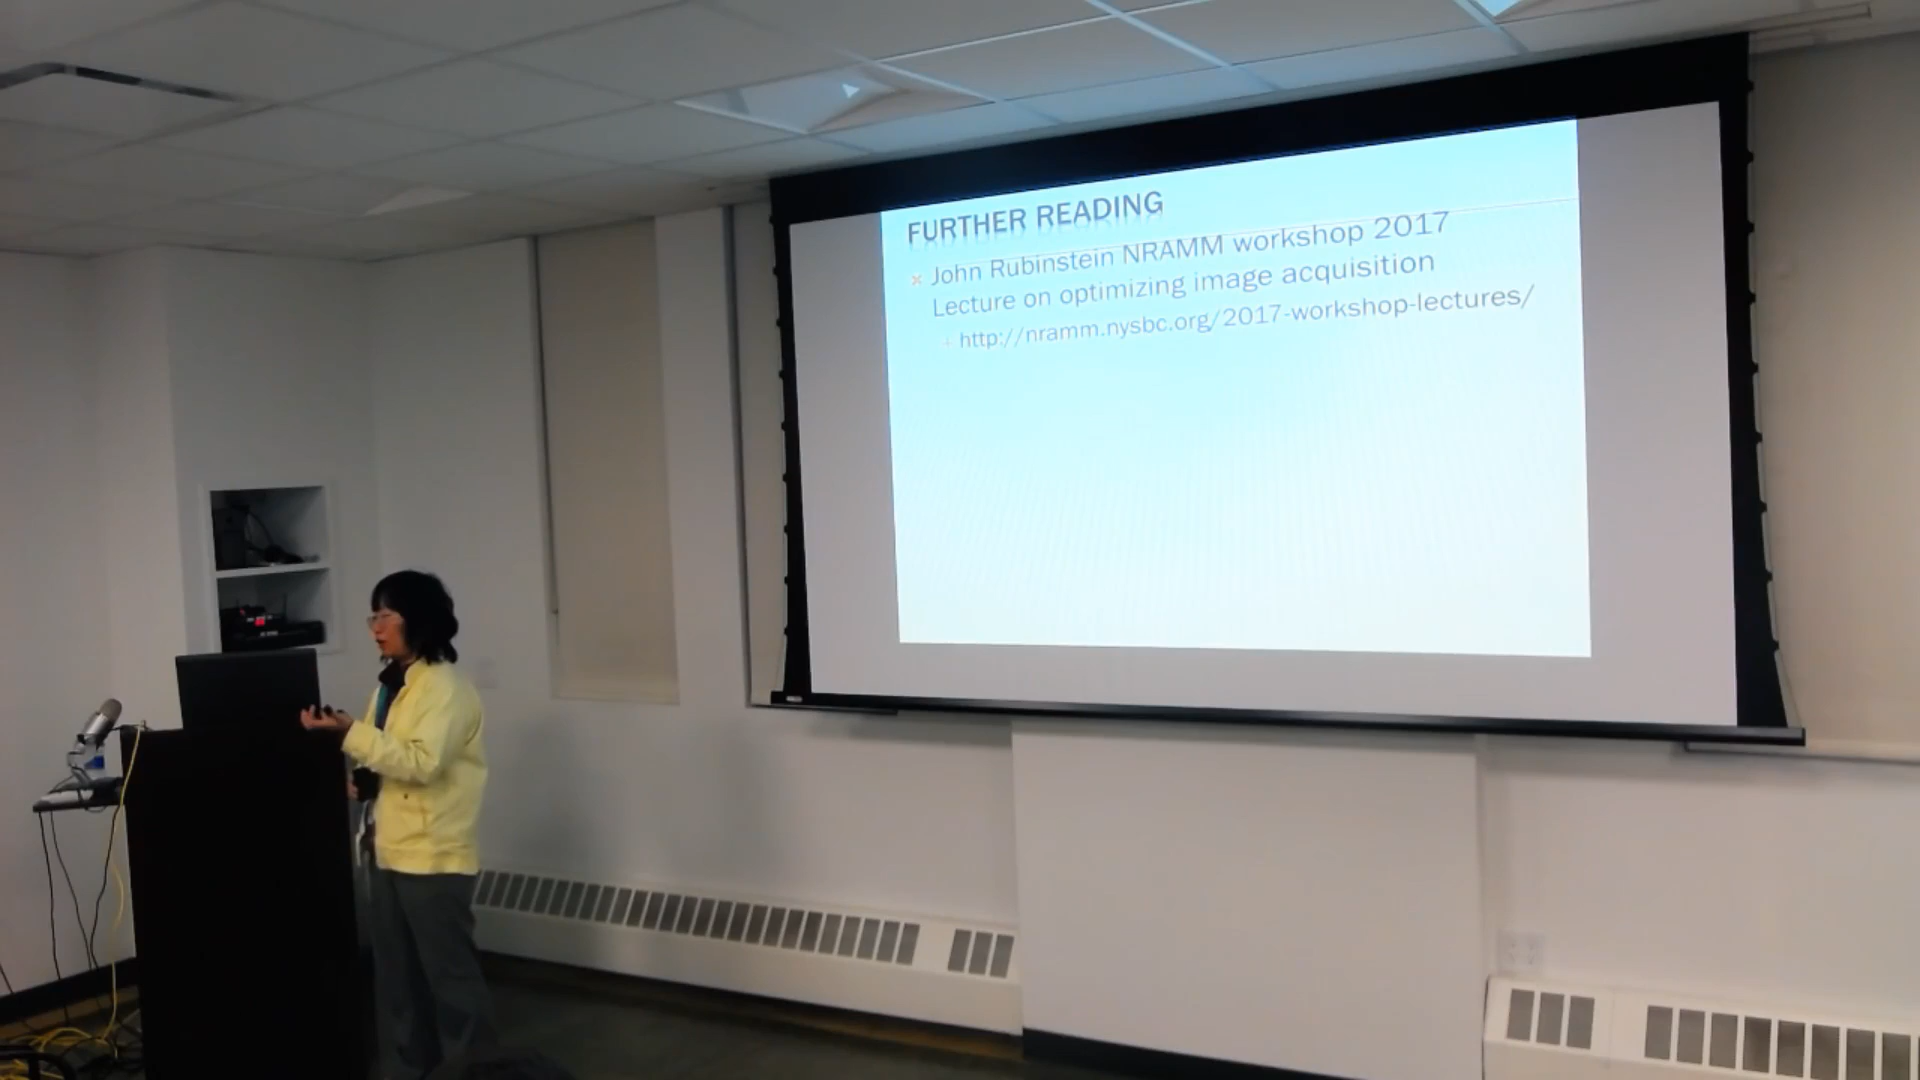 FURTHER READING
John Rubinstein NRAMM workshop 2017
Lecture on optimizing image acquisition
http://nramm.nysbc.org/2017-workshop-lectures/